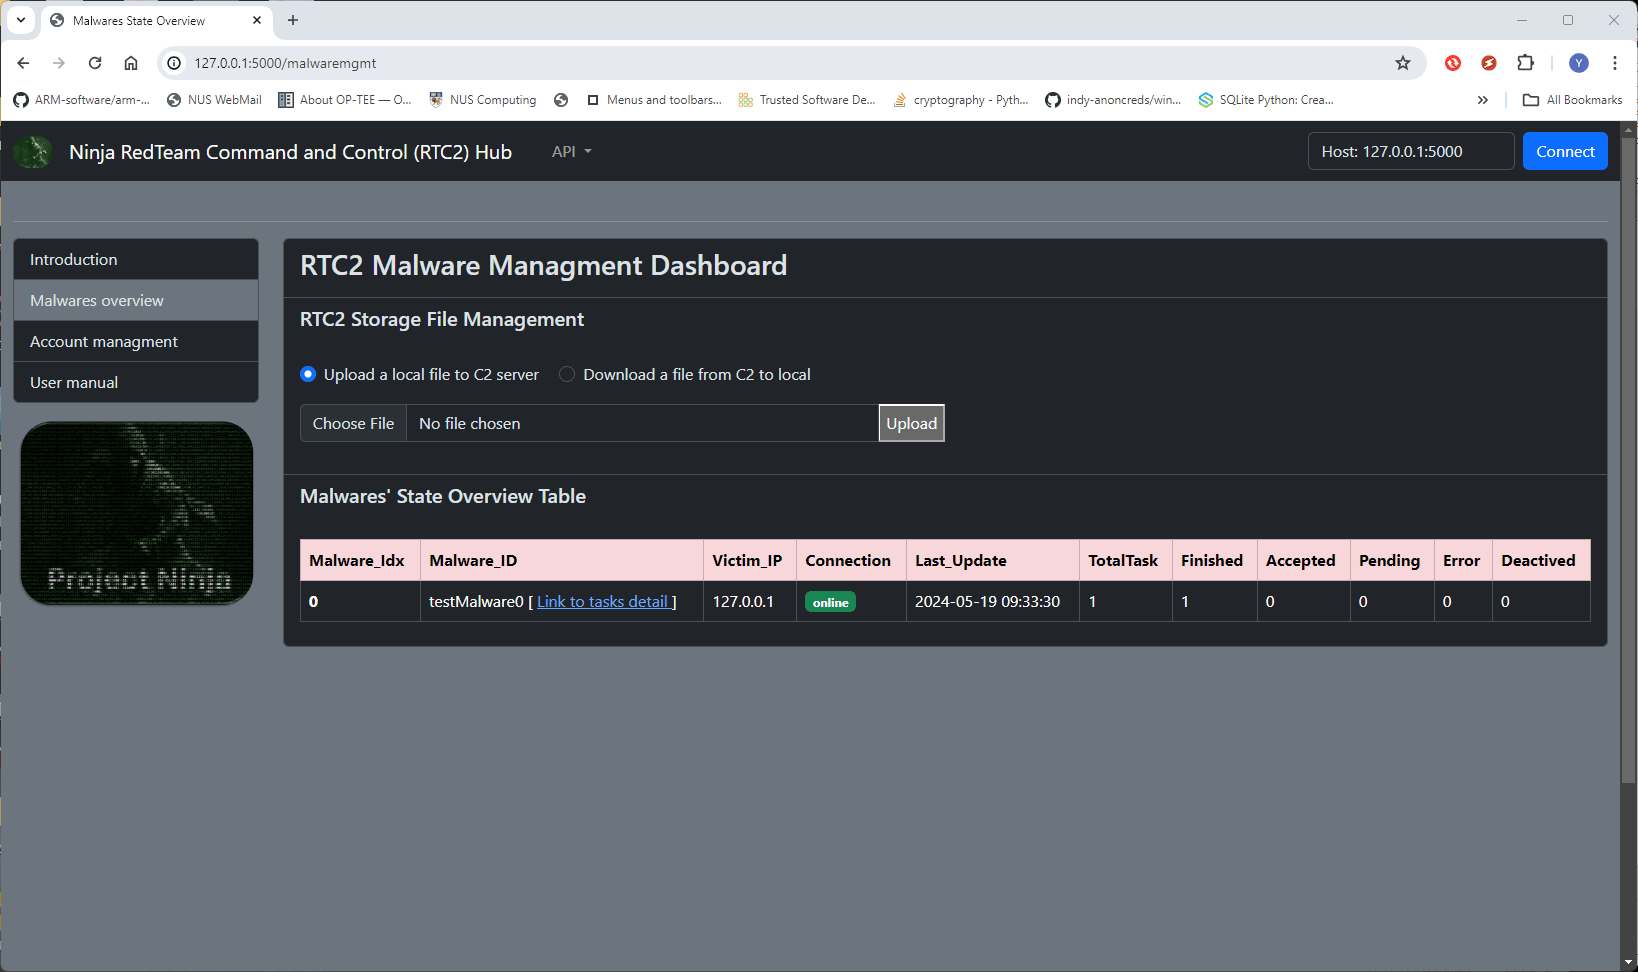 Malwares State Overview
127.0.0.1:5000/malwaremgmt
ARM-software/arm-... NUS WebMail About OP-TEE — O... NUS Computing Menus and toolbars... Trusted Software De... cryptography - Pyth... indy-anoncreds/win... SQLite Python: Crea... All Bookmarks
Y
Ninja RedTeam Command and Control (RTC2) Hub API Host: 127.0.0.1:5000 Connect
Introduction
Malwares overview
Account managment
User manual
Project Ninja
RTC2 Malware Managment Dashboard
RTC2 Storage File Management
Upload a local file to C2 server Download a file from C2 to local
Choose File No file chosen Upload
Malwares' State Overview Table
Malware_Idx Malware_ID Victim_IP Connection Last_Update TotalTask Finished Accepted Pending Error Deactived
0 testMalware0 [ Link to tasks detail ] 127.0.0.1 online 2024-05-19 09:33:30 1 1 0 0 0 0